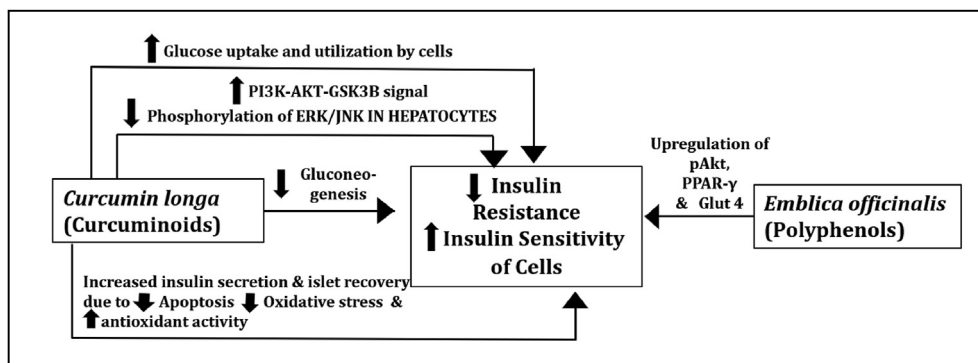 Glucose uptake and utilization by cells
PI3K-AKT-GSK3B signal
Phosphorylation of ERK/JNK IN HEPATOCYTES
Gluconeo-
genesis
Curcumin longa
(Curcuminoids)
Insulin
Resistance
Insulin Sensitivity
of Cells
Upregulation of
pAkt,
PPAR-γ
& Glut 4
Emblica officinalis
(Polyphenols)
Increased insulin secretion & islet recovery
due to Apoptosis Oxidative stress &
antioxidant activity